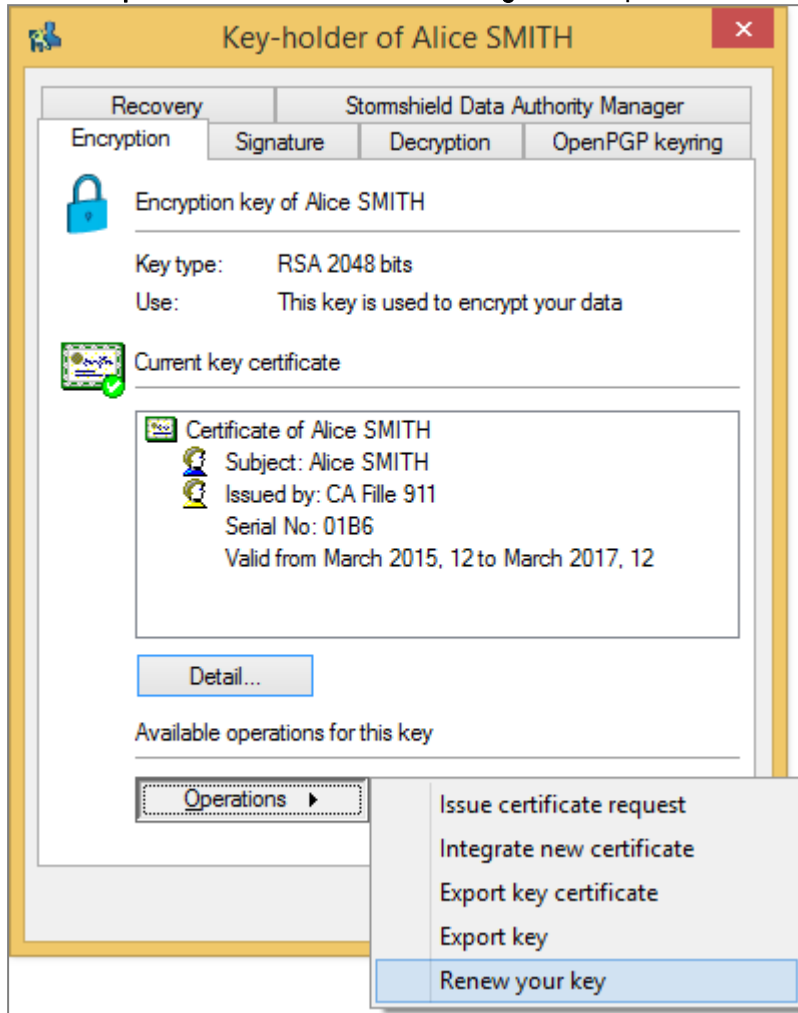 Key-holder of Alice SMITH
Recovery
Stormshield Data Authority Manager
Encryption
Signature
Decryption
OpenPGP keyring
Encryption key of Alice SMITH
Key type: RSA 2048 bits
Use: This key is used to encrypt your data
Current key certificate
Certificate of Alice SMITH
Subject: Alice SMITH
Issued by: CA Fille 911
Serial No: 01B6
Valid from March 2015, 12 to March 2017, 12
Detail...
Available operations for this key
Operations
Issue certificate request
Integrate new certificate
Export key certificate
Export key
Renew your key